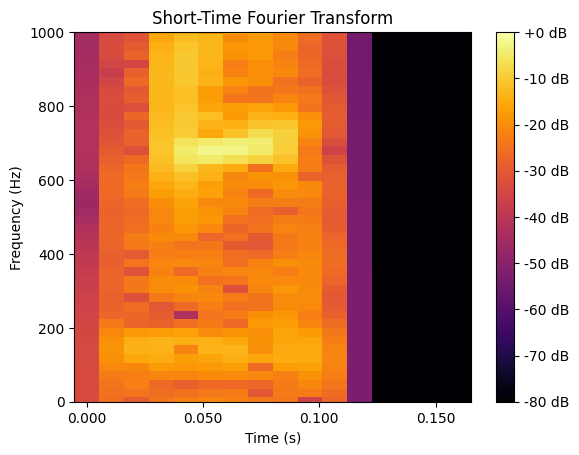 Short-Time Fourier Transform
1000
800
600
400
200
0
Frequency (Hz)
0.000
0.050
0.100
0.150
Time (s)
+0 dB
-10 dB
-20 dB
-30 dB
-40 dB
-50 dB
-60 dB
-70 dB
-80 dB